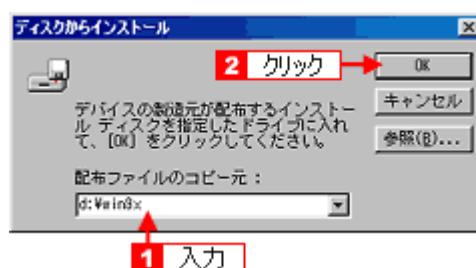 ディスクからインストール
2 クリック
OK
デバイスの製造元が配布するインストー
ル ディスクを指定したドライブに入れ
て、[OK] をクリックしてください。
キャンセル
参照(R)...
配布ファイルのコピー元：
d:¥win9x
1 入力